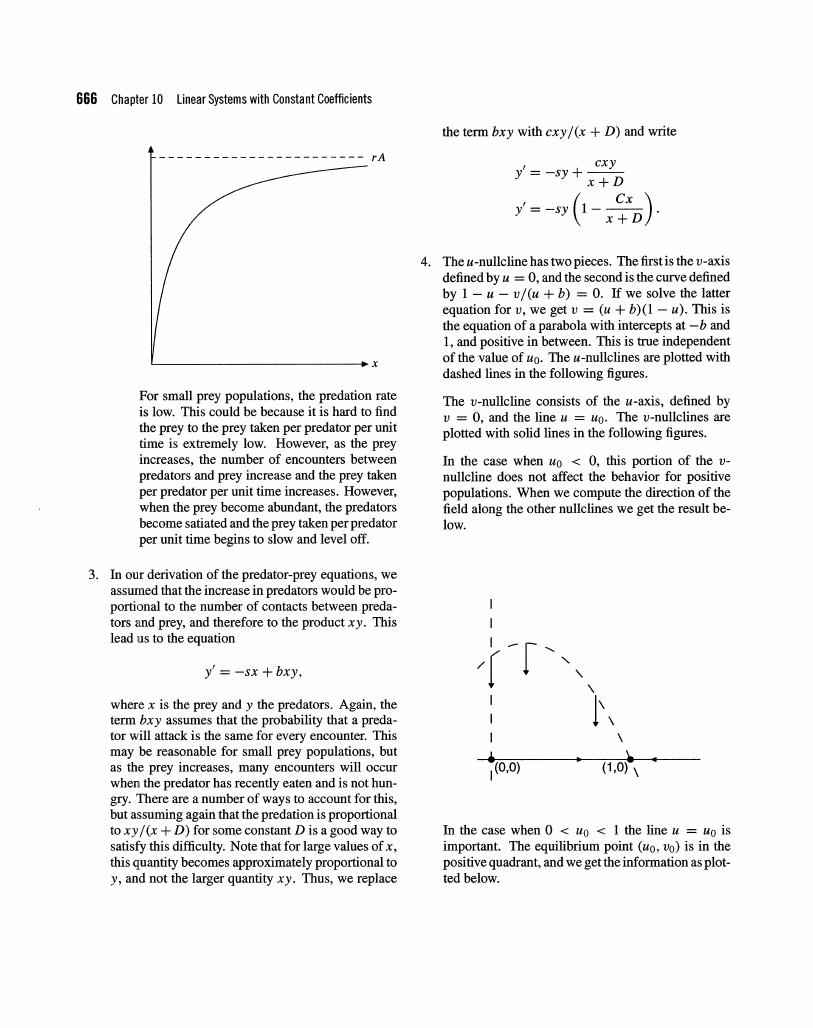 666 Chapter 10 Linear Systems with Constant Coefficients
rA
x
For small prey populations, the predation rate
is low. This could be because it is hard to find
the prey to the prey taken per predator per unit
time is extremely low. However, as the prey
increases, the number of encounters between
predators and prey increase and the prey taken
per predator per unit time increases. However,
when the prey become abundant, the predators
become satiated and the prey taken per predator
per unit time begins to slow and level off.
3. In our derivation of the predator-prey equations, we
assumed that the increase in predators would be pro-
portional to the number of contacts between preda-
tors and prey, and therefore to the product xy. This
lead us to the equation
y′ = −sx + bxy,
where x is the prey and y the predators. Again, the
term bxy assumes that the probability that a preda-
tor will attack is the same for every encounter. This
may be reasonable for small prey populations, but
as the prey increases, many encounters will occur
when the predator has recently eaten and is not hun-
gry. There are a number of ways to account for this,
but assuming again that the predation is proportional
to xy/(x + D) for some constant D is a good way to
satisfy this difficulty. Note that for large values of x,
this quantity becomes approximately proportional to
y, and not the larger quantity xy. Thus, we replace
the term bxy with cxy/(x + D) and write
y′ = −sy + cxy/(x + D)
y′ = −sy (1 − Cx/(x + D)).
4. The u-nullcline has two pieces. The first is the v-axis
defined by u = 0, and the second is the curve defined
by 1 − u − v/(u + b) = 0. If we solve the latter
equation for v, we get v = (u + b)(1 − u). This is
the equation of a parabola with intercepts at −b and
1, and positive in between. This is true independent
of the value of u₀. The u-nullclines are plotted with
dashed lines in the following figures.
The v-nullcline consists of the u-axis, defined by
v = 0, and the line u = u₀. The v-nullclines are
plotted with solid lines in the following figures.
In the case when u₀ < 0, this portion of the v-
nullcline does not affect the behavior for positive
populations. When we compute the direction of the
field along the other nullclines we get the result be-
low.
(0,0) (1,0)
In the case when 0 < u₀ < 1 the line u = u₀ is
important. The equilibrium point (u₀, v₀) is in the
positive quadrant, and we get the information as plot-
ted below.